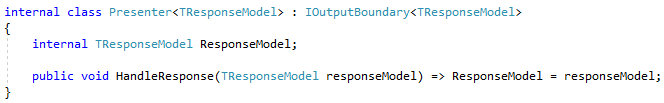 internal class Presenter<TResponseModel> : IOutputBoundary<TResponseModel>
{
    internal TResponseModel ResponseModel;
    public void HandleResponse(TResponseModel responseModel) => ResponseModel = responseModel;
}